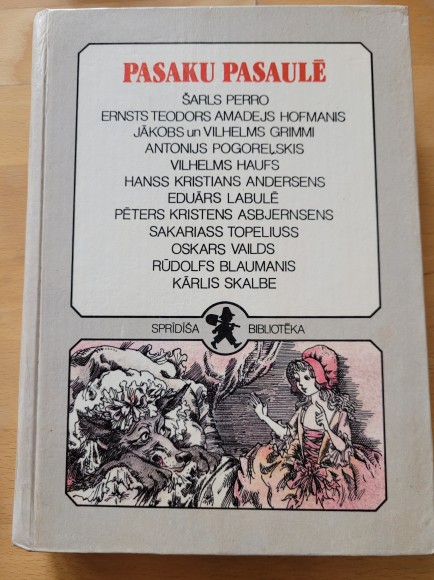 PASAKU PASAULĒ
ŠARLS PERRO
ERNSTS TEODORS AMADEJS HOFMANIS
JĀKOBS un VILHELMS GRIMMI
ANTONIJS POGOREĻSKIS
VILHELMS HAUFS
HANSS KRISTIANS ANDERSENS
EDUĀRS LABULĒ
PĒTERS KRISTENS ASBJERNSENS
SAKARIASS TOPELIUSS
OSKARS VAILDS
RŪDOLFS BLAUMANIS
KĀRLIS SKALBE
SPRĪDĪŠA BIBLIOTĒKA